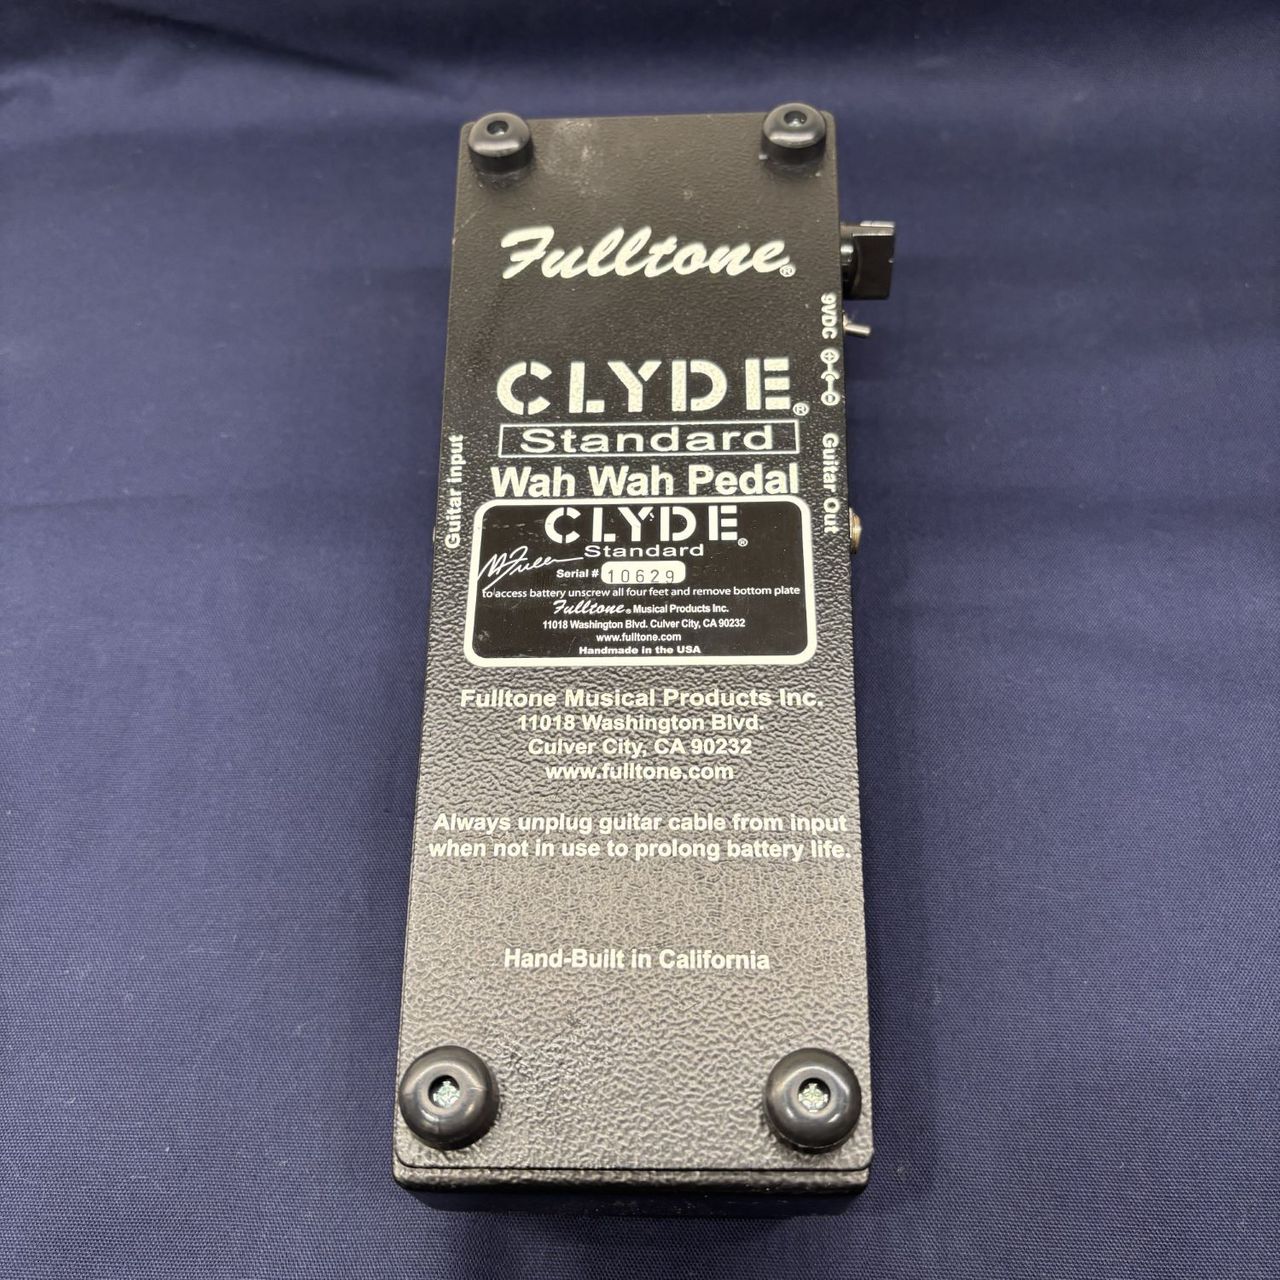 Fulltone®
9VDC
CLYDE®
Standard
Guitar Input
Guitar Out
Wah Wah Pedal
CLYDE®
Standard
M Fuller
Serial # 10629
to access battery unscrew all four feet and remove bottom plate
Fulltone® Musical Products Inc.
11018 Washington Blvd. Culver City, CA 90232
www.fulltone.com
Handmade in the USA
Fulltone Musical Products Inc.
11018 Washington Blvd.
Culver City, CA 90232
www.fulltone.com
Always unplug guitar cable from input
when not in use to prolong battery life.
Hand-Built in California